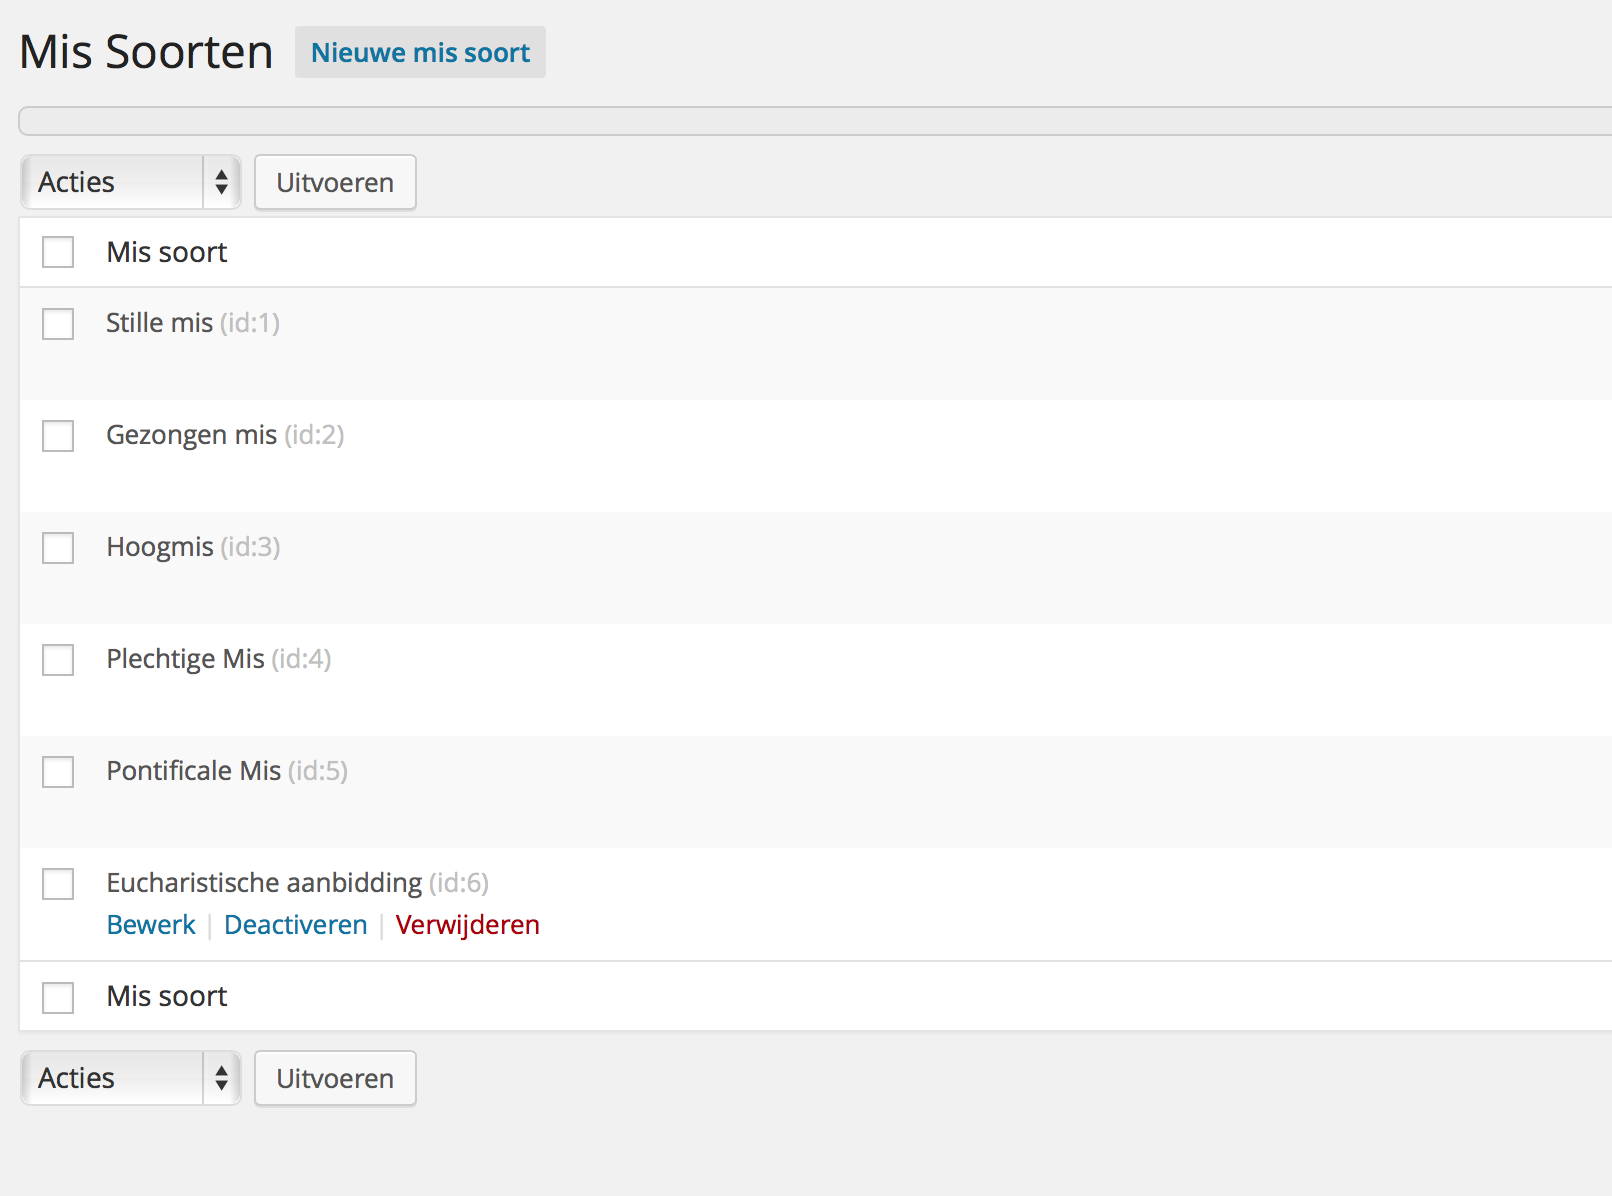 Mis Soorten Nieuwe mis soort
Acties Uitvoeren
Mis soort
Stille mis (id:1)
Gezongen mis (id:2)
Hoogmis (id:3)
Plechtige Mis (id:4)
Pontificale Mis (id:5)
Eucharistische aanbidding (id:6)
Bewerk | Deactiveren | Verwijderen
Mis soort
Acties Uitvoeren